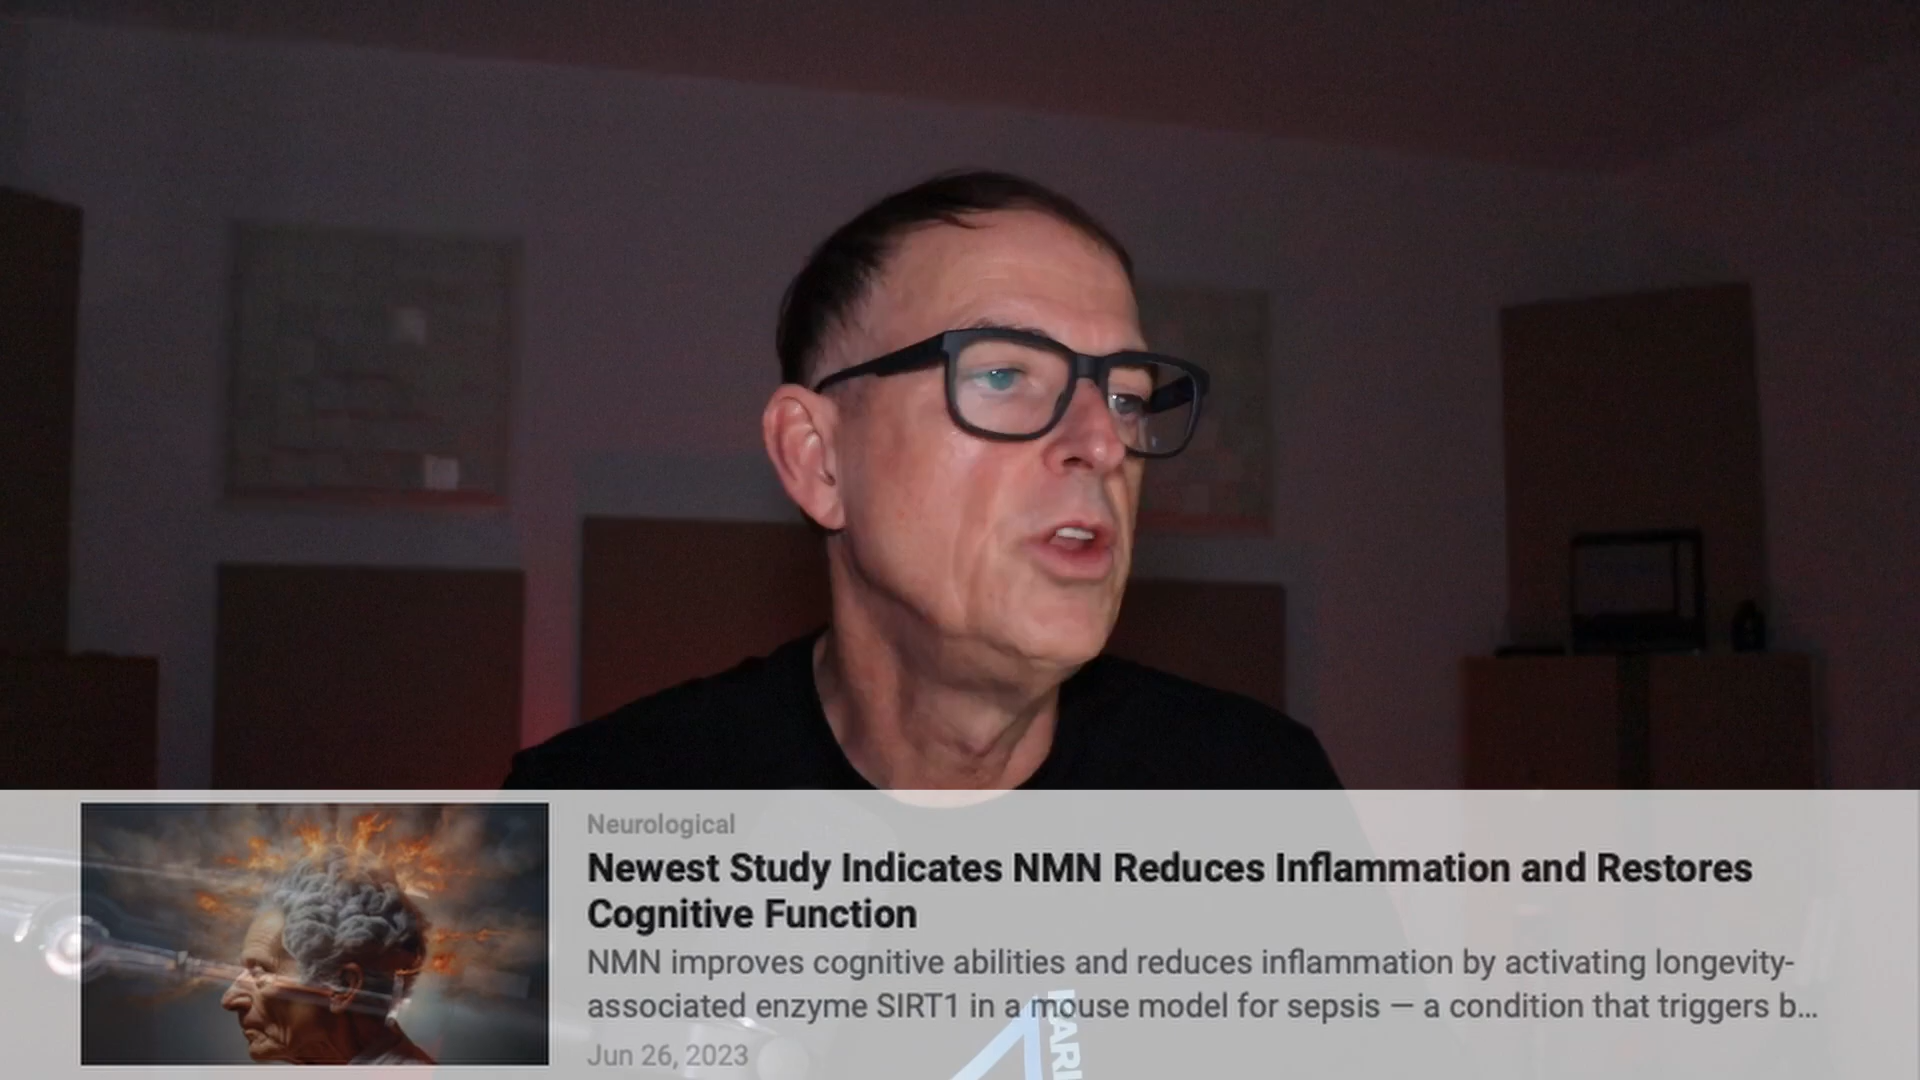 Neurological
Newest Study Indicates NMN Reduces Inflammation and Restores
Cognitive Function
NMN improves cognitive abilities and reduces inflammation by activating longevity-
associated enzyme SIRT1 in a mouse model for sepsis — a condition that triggers b...
Jun 26, 2023